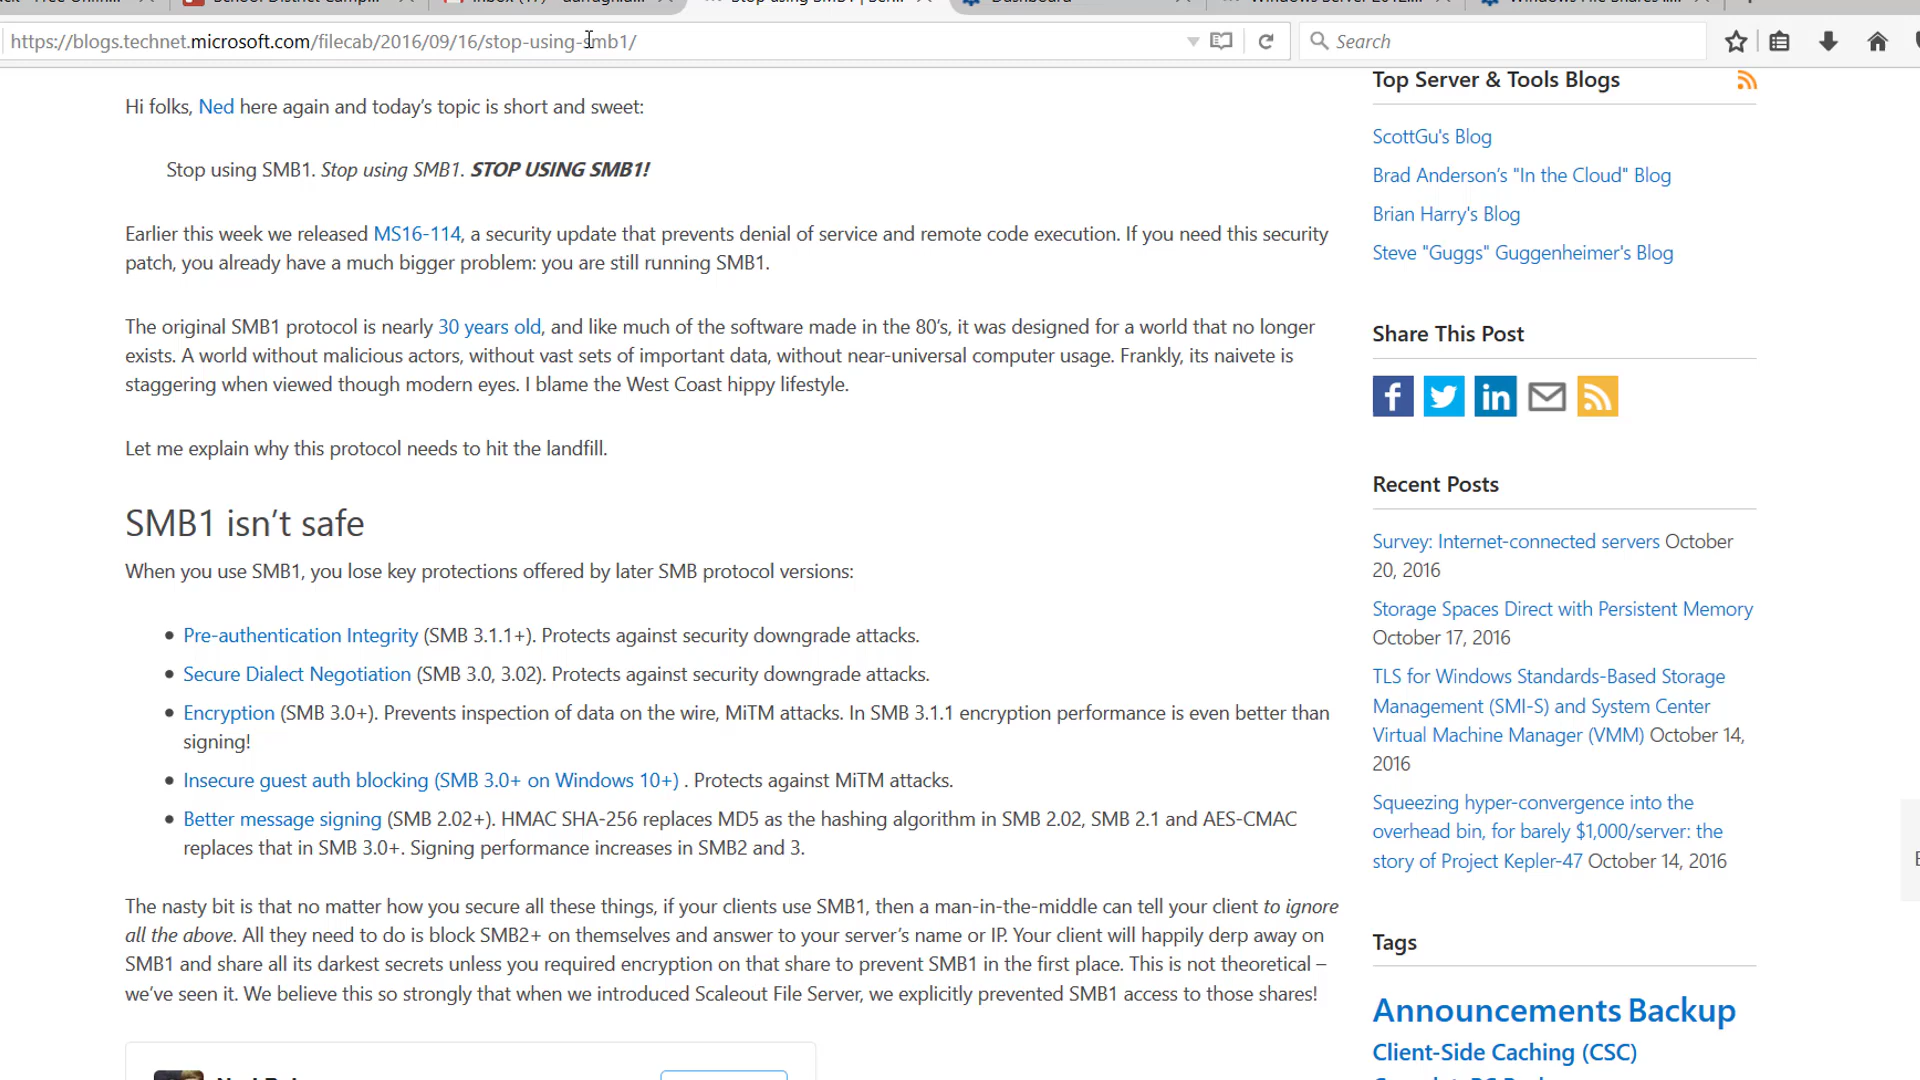 School District Camp...
Stop using SMB1 | Sen...
Dashboard
Windows Server 2012...
Windows File Shares ...
https://blogs.technet.microsoft.com/filecab/2016/09/16/stop-using-smb1/
Search
Hi folks, Ned here again and today's topic is short and sweet:
Stop using SMB1. Stop using SMB1. STOP USING SMB1!
Earlier this week we released MS16-114, a security update that prevents denial of service and remote code execution. If you need this security
patch, you already have a much bigger problem: you are still running SMB1.
The original SMB1 protocol is nearly 30 years old, and like much of the software made in the 80's, it was designed for a world that no longer
exists. A world without malicious actors, without vast sets of important data, without near-universal computer usage. Frankly, its naivete is
staggering when viewed though modern eyes. I blame the West Coast hippy lifestyle.
Let me explain why this protocol needs to hit the landfill.
SMB1 isn't safe
When you use SMB1, you lose key protections offered by later SMB protocol versions:
Pre-authentication Integrity (SMB 3.1.1+). Protects against security downgrade attacks.
Secure Dialect Negotiation (SMB 3.0, 3.02). Protects against security downgrade attacks.
Encryption (SMB 3.0+). Prevents inspection of data on the wire, MiTM attacks. In SMB 3.1.1 encryption performance is even better than
signing!
Insecure guest auth blocking (SMB 3.0+ on Windows 10+) . Protects against MiTM attacks.
Better message signing (SMB 2.02+). HMAC SHA-256 replaces MD5 as the hashing algorithm in SMB 2.02, SMB 2.1 and AES-CMAC
replaces that in SMB 3.0+. Signing performance increases in SMB2 and 3.
The nasty bit is that no matter how you secure all these things, if your clients use SMB1, then a man-in-the-middle can tell your client to ignore
all the above. All they need to do is block SMB2+ on themselves and answer to your server's name or IP. Your client will happily derp away on
SMB1 and share all its darkest secrets unless you required encryption on that share to prevent SMB1 in the first place. This is not theoretical –
we've seen it. We believe this so strongly that when we introduced Scaleout File Server, we explicitly prevented SMB1 access to those shares!
Top Server & Tools Blogs
ScottGu's Blog
Brad Anderson's "In the Cloud" Blog
Brian Harry's Blog
Steve "Guggs" Guggenheimer's Blog
Share This Post
Recent Posts
Survey: Internet-connected servers October
20, 2016
Storage Spaces Direct with Persistent Memory
October 17, 2016
TLS for Windows Standards-Based Storage
Management (SMI-S) and System Center
Virtual Machine Manager (VMM) October 14,
2016
Squeezing hyper-convergence into the
overhead bin, for barely $1,000/server: the
story of Project Kepler-47 October 14, 2016
Tags
Announcements Backup
Client-Side Caching (CSC)